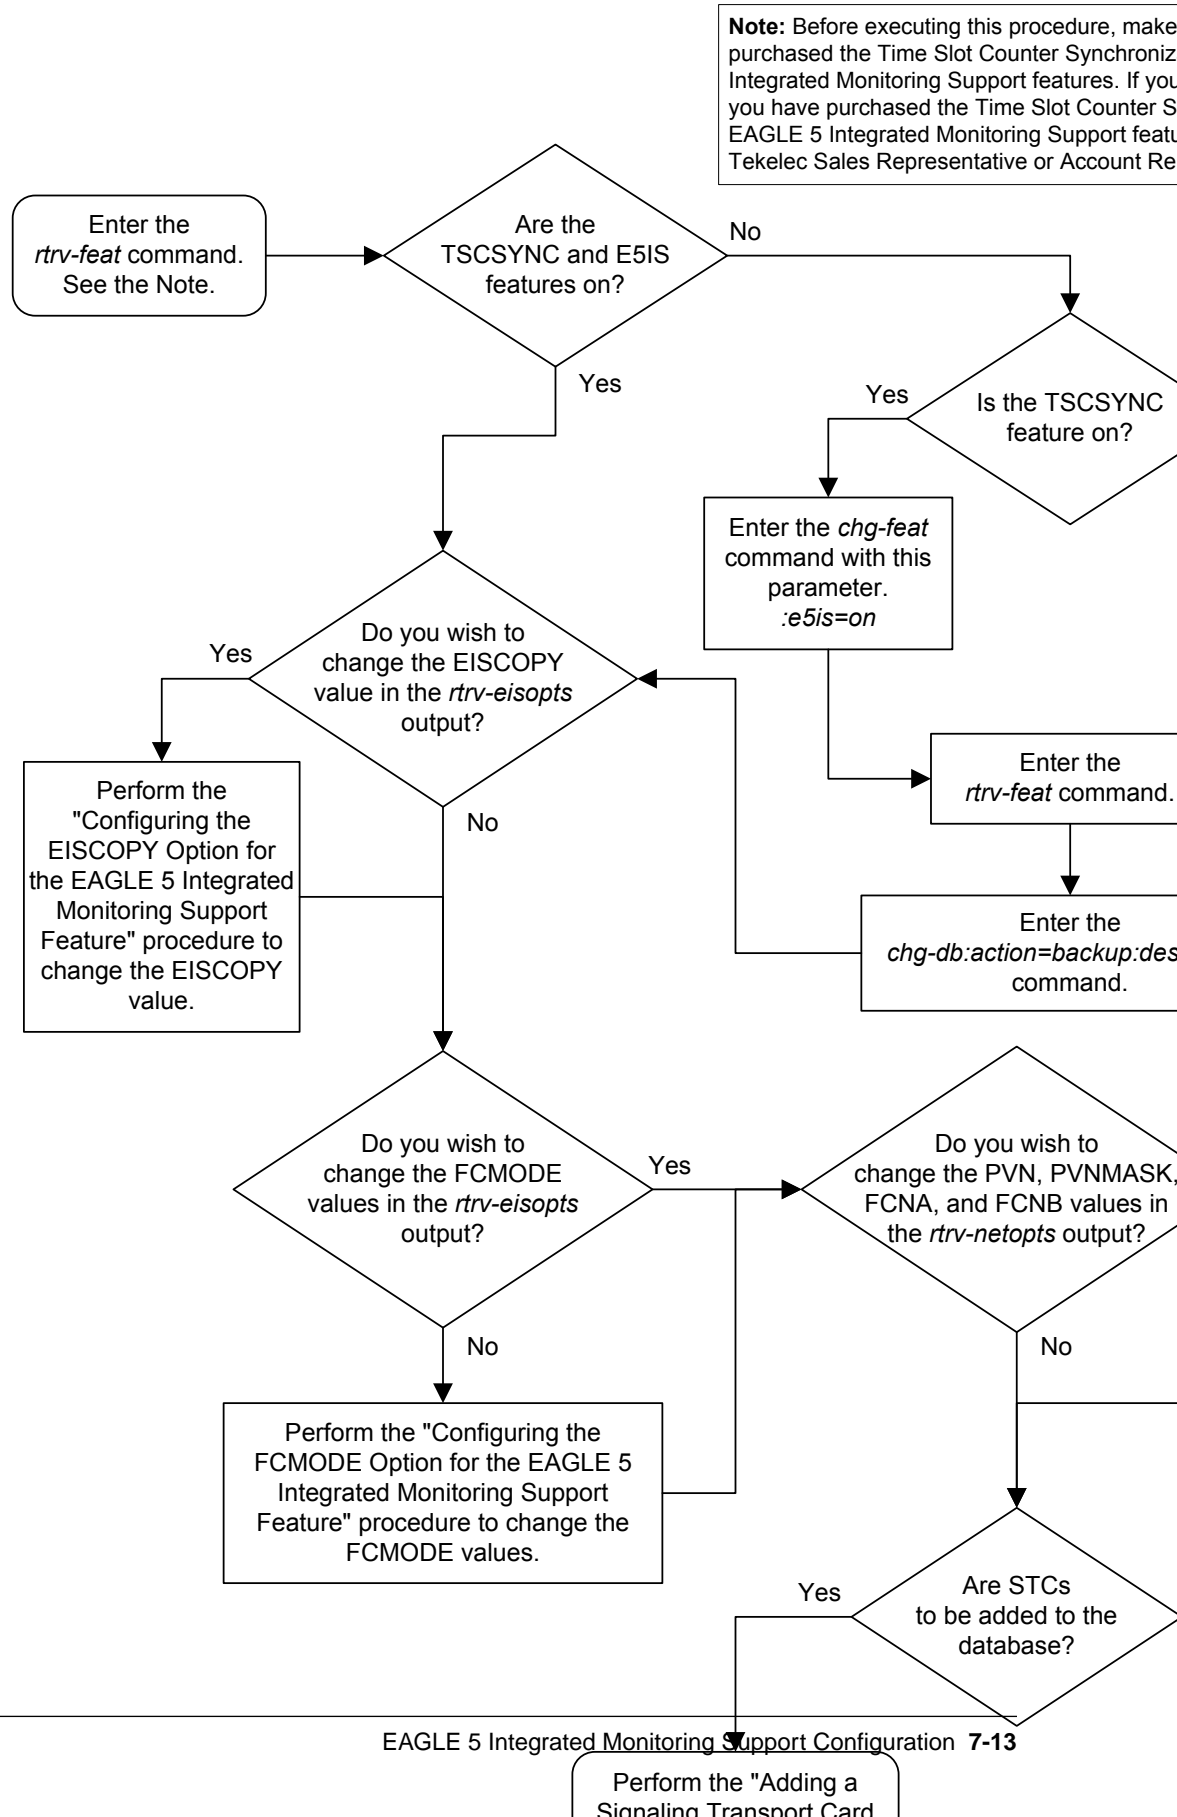 Note: Before executing this procedure, make
purchased the Time Slot Counter Synchroniz
Integrated Monitoring Support features. If you
you have purchased the Time Slot Counter S
EAGLE 5 Integrated Monitoring Support featu
Tekelec Sales Representative or Account Re
Enter the
rtrv-feat command.
See the Note.
Are the
TSCSYNC and E5IS
features on?
No
Yes
Yes
Is the TSCSYNC
feature on?
Enter the chg-feat
command with this
parameter.
:e5is=on
Do you wish to
change the EISCOPY
value in the rtrv-eisopts
output?
Yes
No
Enter the
rtrv-feat command.
Perform the
"Configuring the
EISCOPY Option for
the EAGLE 5 Integrated
Monitoring Support
Feature" procedure to
change the EISCOPY
value.
Enter the
chg-db:action=backup:des
command.
Do you wish to
change the FCMODE
values in the rtrv-eisopts
output?
Yes
No
Do you wish to
change the PVN, PVNMASK,
FCNA, and FCNB values in
the rtrv-netopts output?
No
Perform the "Configuring the
FCMODE Option for the EAGLE 5
Integrated Monitoring Support
Feature" procedure to change the
FCMODE values.
Yes
Are STCs
to be added to the
database?
EAGLE 5 Integrated Monitoring Support Configuration 7-13
Perform the "Adding a
Signaling Transport Card